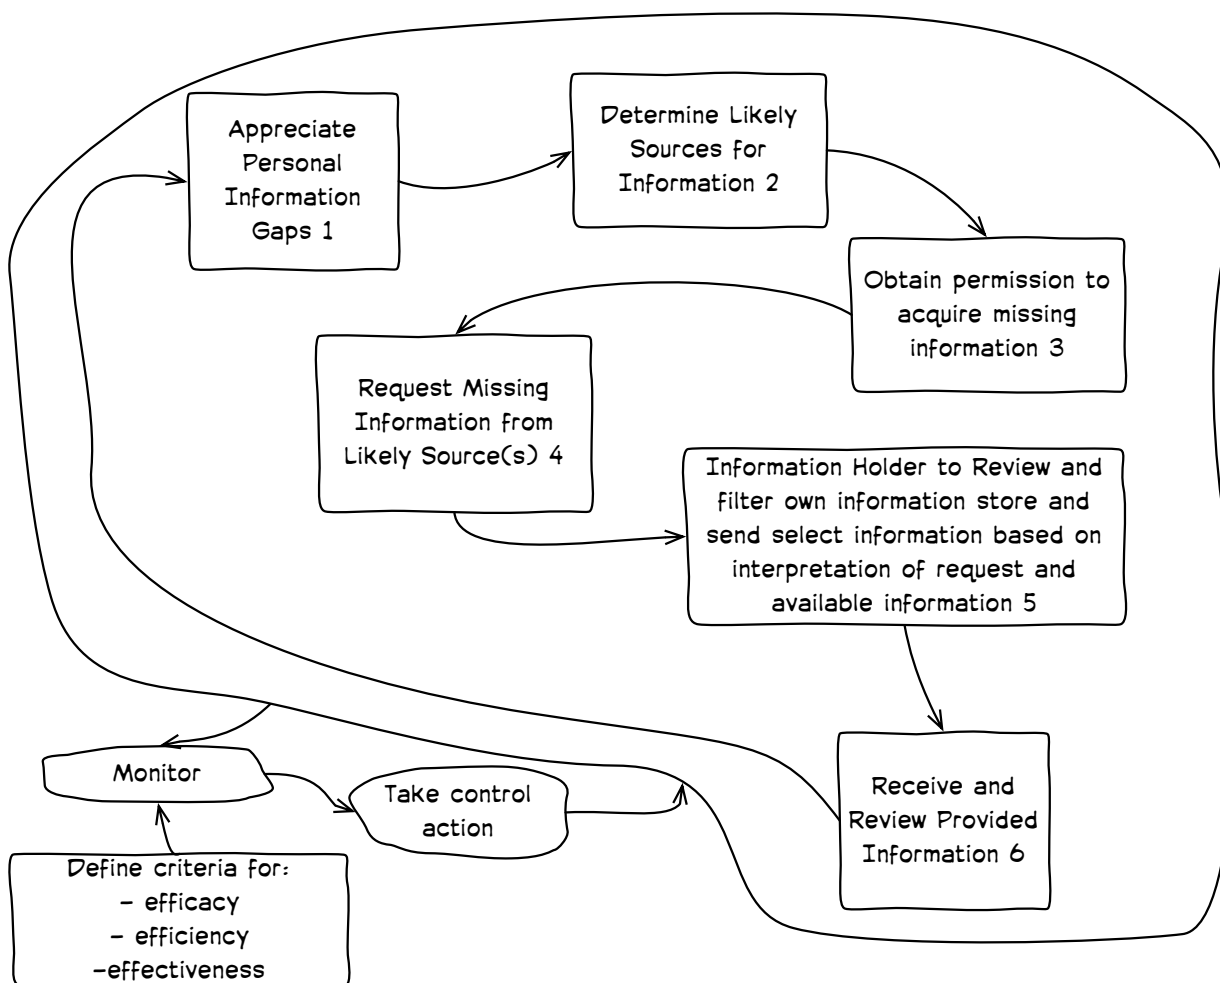 Appreciate
Personal
Information
Gaps 1
Determine Likely
Sources for
Information 2
Obtain permission to
acquire missing
information 3
Request Missing
Information from
Likely Source(s) 4
Information Holder to Review and
filter own information store and
send select information based on
interpretation of request and
available information 5
Receive and
Review Provided
Information 6
Monitor
Take control
action
Define criteria for:
- efficacy
- efficiency
-effectiveness